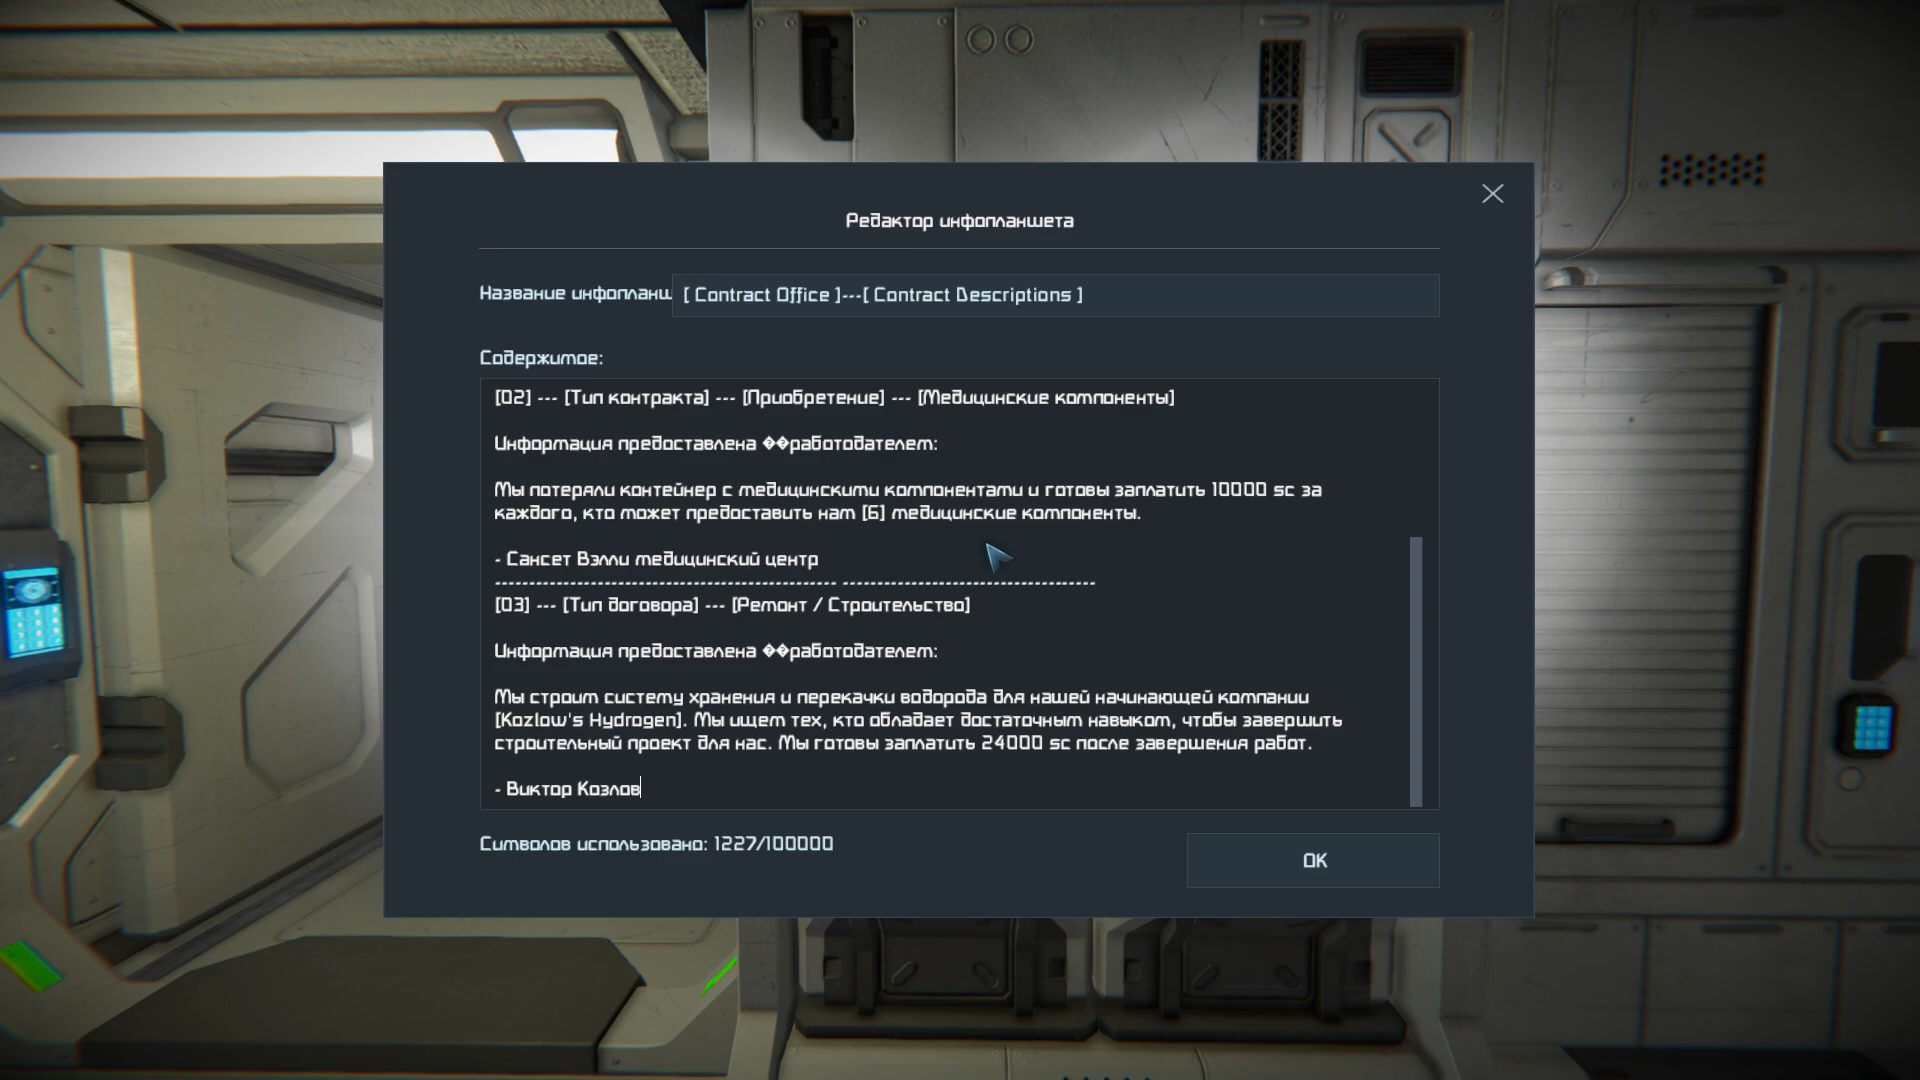 Редактор инфопланшета
Название инфопланш
[ Contract Office ]---[ Contract Descriptions ]
Содержимое:
[02] --- [Тип контракта] --- [Приобретение] --- [Медицинские компоненты]
Информация предоставлена ��работодателем:
Мы потеряли контейнер с медицинскими компонентами и готовы заплатить 10000 sc за
каждого, кто может предоставить нам [Б] медицинские компоненты.
- Сансет Вэлли медицинский центр
----------------------------------------------- -----------------------------------
[03] --- [Тип договора] --- [Ремонт / Строительство]
Информация предоставлена ��работодателем:
Мы строим систему хранения и перекачки водорода для нашей начинающей компании
[Kozlow's Hydrogen]. Мы ищем тех, кто обладает достаточным навыком, чтобы завершить
строительный проект для нас. Мы готовы заплатить 24000 sc после завершения работ.
- Виктор Козлов
Символов использовано: 1227/100000
OK